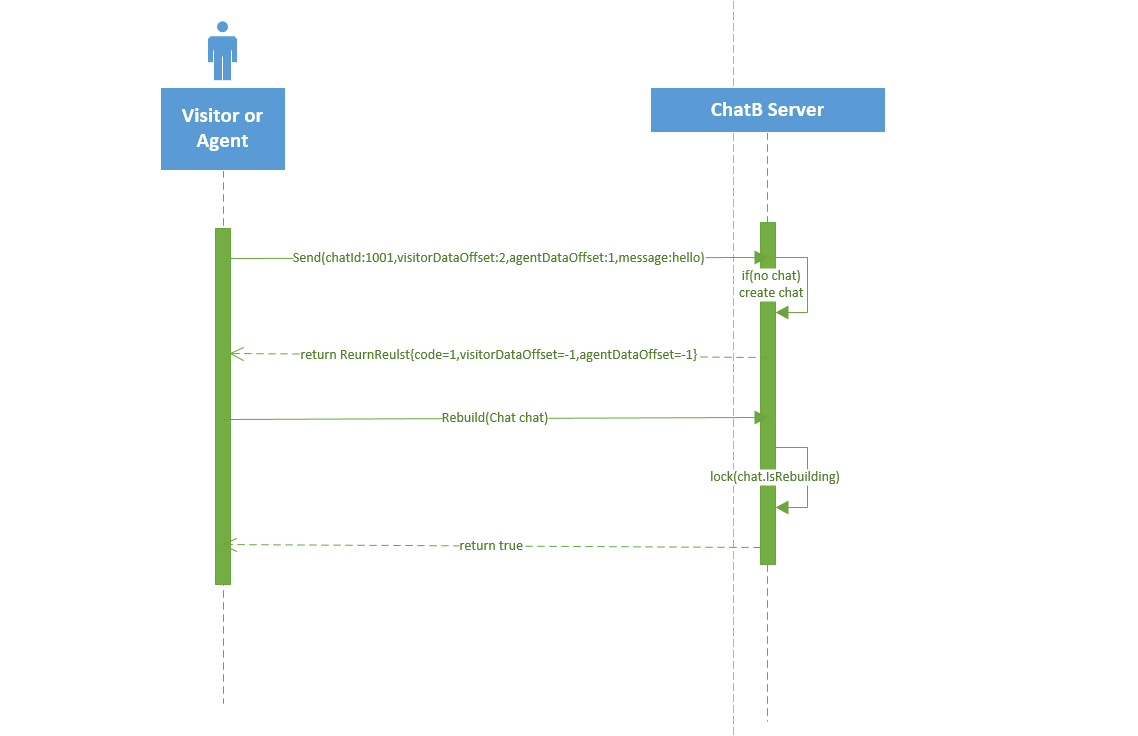 Visitor or
Agent
ChatB Server
Send(chatId:1001,visitorDataOffset:2,agentDataOffset:1,message:hello)
if(no chat)
create chat
return ReurnReulst{code=1,visitorDataOffset=-1,agentDataOffset=-1}
Rebuild(Chat chat)
lock(chat.IsRebuilding)
return true